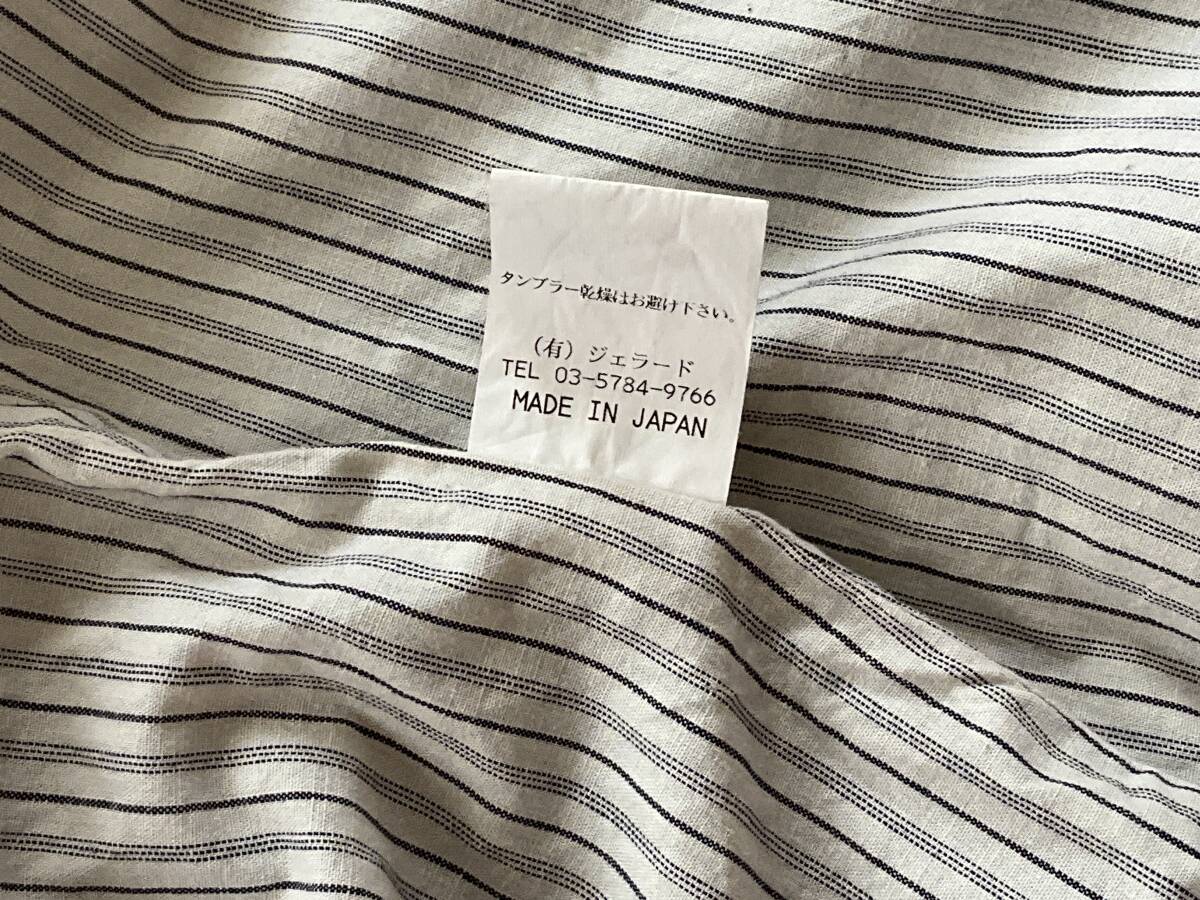 タンブラー乾燥はお避け下さい。
(有) ジェラード
TEL 03-5784-9766
MADE IN JAPAN